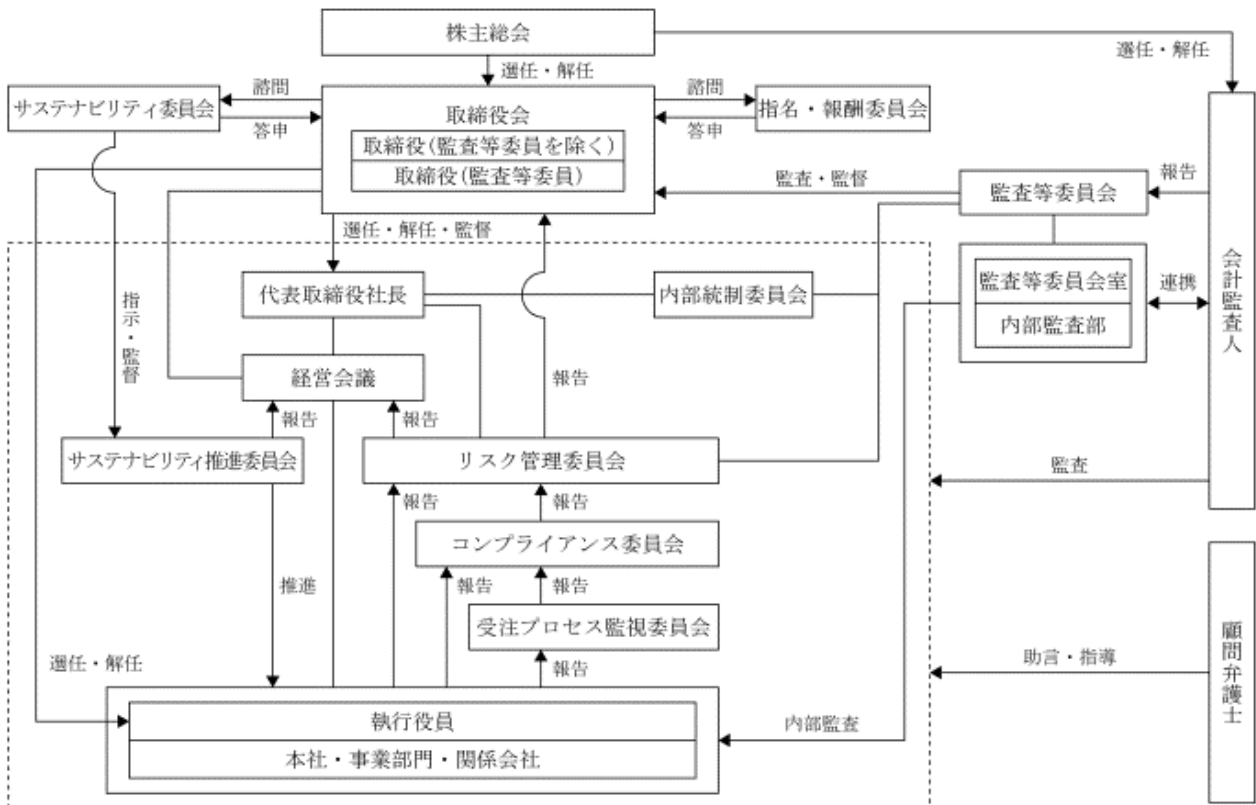 株主総会
選任・解任
選任・解任
サステナビリティ委員会
諮問
答申
取締役会
取締役(監査等委員を除く)
取締役(監査等委員)
諮問
答申
指名・報酬委員会
監査・監督
監査等委員会
報告
会計監査人
選任・解任・監督
代表取締役社長
内部統制委員会
監査等委員会室
内部監査部
連携
指示・監督
経営会議
報告
報告
報告
サステナビリティ推進委員会
リスク管理委員会
監査
報告
報告
コンプライアンス委員会
推進
報告
報告
受注プロセス監視委員会
顧問弁護士
選任・解任
報告
助言・指導
執行役員
本社・事業部門・関係会社
内部監査